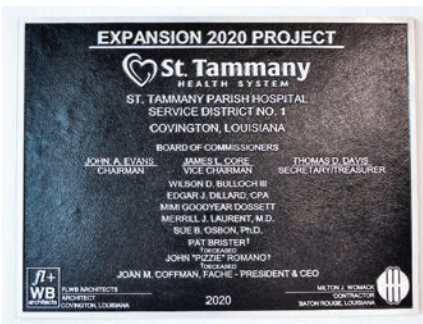 EXPANSION 2020 PROJECT
St. Tammany
HEALTH SYSTEM
ST. TAMMANY PARISH HOSPITAL
SERVICE DISTRICT NO. 1
COVINGTON, LOUISIANA
BOARD OF COMMISSIONERS
JOHN A. EVANS JAMES L. CORE THOMAS D. DAVIS
CHAIRMAN VICE CHAIRMAN SECRETARY/TREASURER
WILSON D. BULLOCH III
EDGAR J. DILLARD, CPA
MIMI GOODYEAR DOSSETT
MERRILL J. LAURENT, M.D.
SUE B. OSBON, Ph.D.
PAT BRISTER†
†DECEASED
JOHN "PIZZIE" ROMANO†
†DECEASED
JOAN M. COFFMAN, FACHE - PRESIDENT & CEO
fl+
WB
architects
FLWB ARCHITECTS
ARCHITECT
COVINGTON, LOUISIANA
2020
MILTON J. WOMACK
CONTRACTOR
BATON ROUGE, LOUISIANA